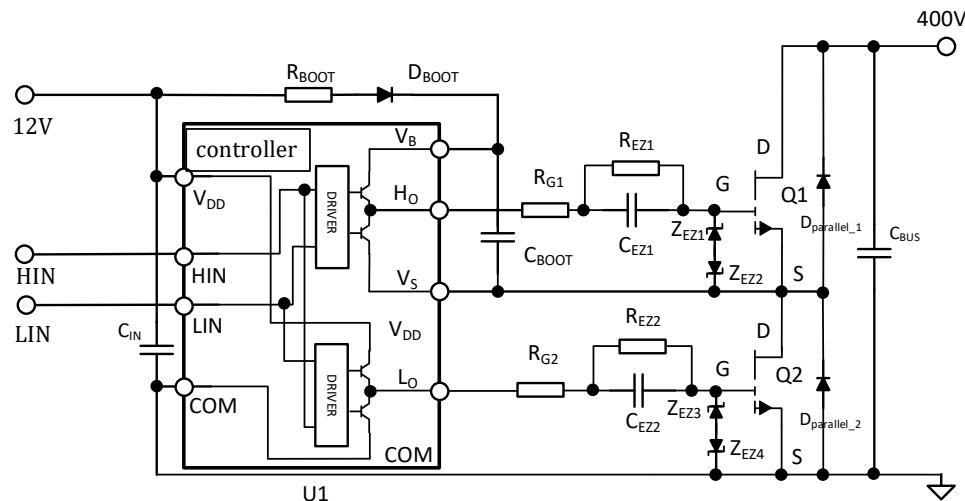 400V
R_BOOT
D_BOOT
12V
controller
V_B
R_EZ1
D
V_DD
DRIVER
H_O
R_G1
G
Q1
Z_EZ1
D_parallel_1
C_BUS
C_EZ1
C_BOOT
HIN
HIN
V_S
Z_EZ2
S
LIN
LIN
C_IN
V_DD
R_EZ2
D
R_G2
G
Q2
DRIVER
L_O
C_EZ2
Z_EZ3
D_parallel_2
COM
COM
Z_EZ4
S
U1